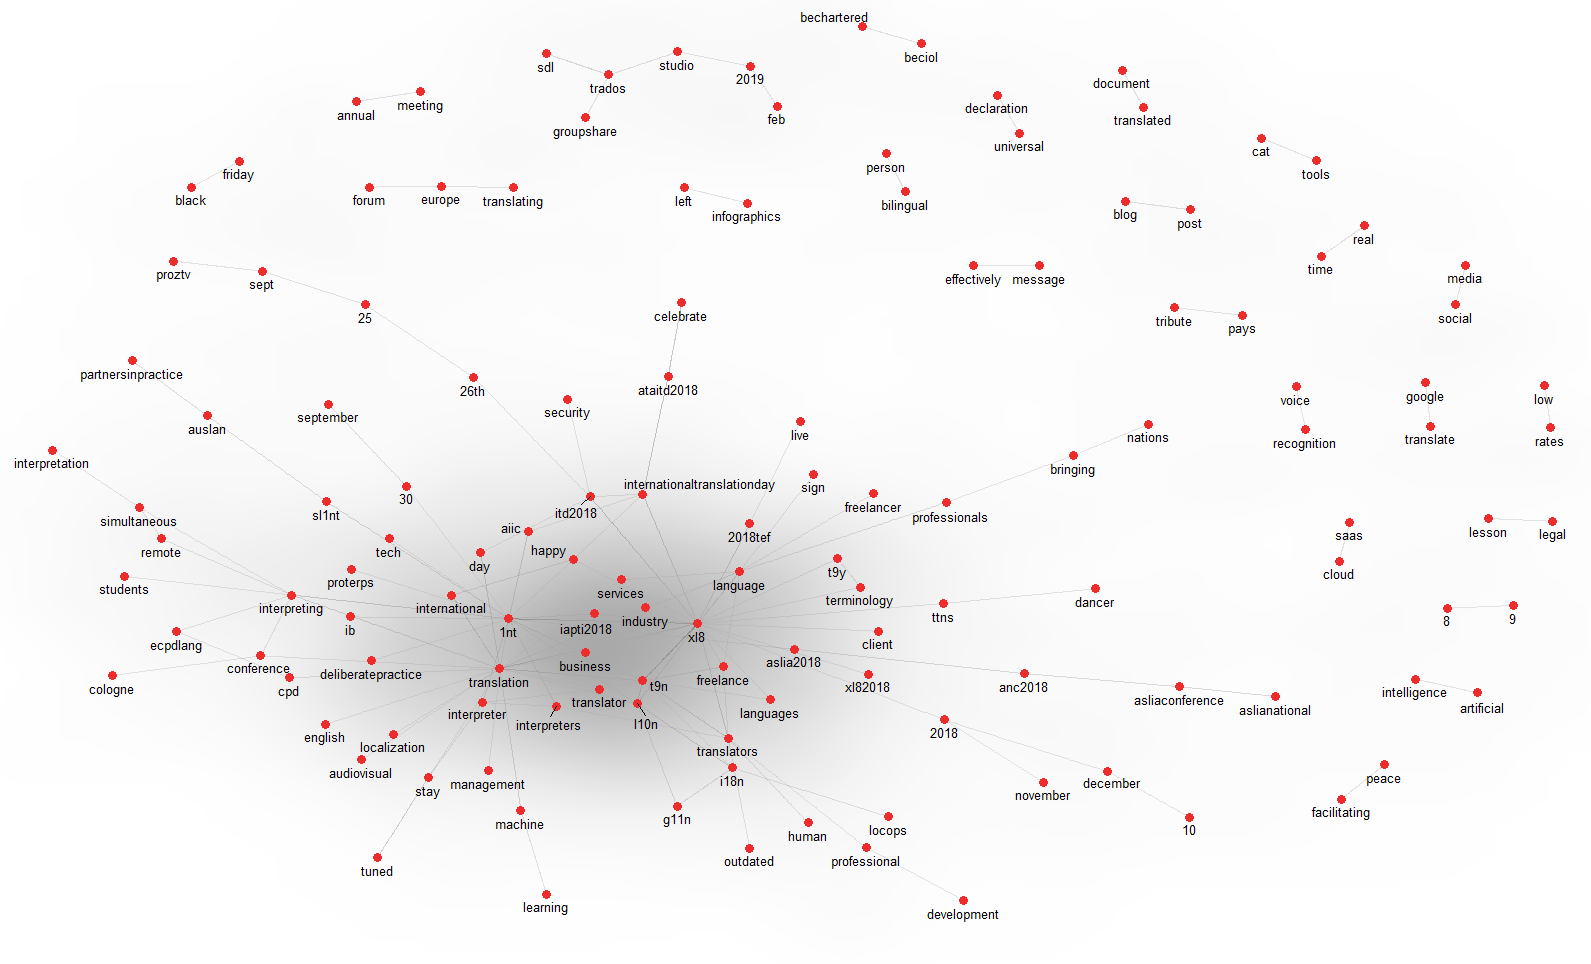 bechartered
beciol
sdl
studio
trados
2019
feb
groupshare
document
translated
annual
meeting
declaration
universal
cat
tools
friday
black
person
bilingual
forum
europe
translating
left
infographics
blog
post
real
time
proztv
sept
25
effectively
message
media
social
celebrate
tribute
pays
partnersinpractice
26th
ataitd2018
security
september
auslan
live
voice
recognition
google
translate
low
rates
nations
bringing
interpretation
internationaltranslationday
sign
30
itd2018
freelancer
professionals
simultaneous
sl1nt
aiic
2018tef
remote
tech
happy
day
language
t9y
saas
cloud
lesson
legal
students
proterps
services
terminology
interpreting
international
dancer
ttns
ib
1nt
iapti2018
industry
xl8
client
8
9
ecpdlang
conference
deliberatepractice
business
aslia2018
cologne
cpd
translation
t9n
freelance
xl82018
anc2018
asliaconference
aslianational
intelligence
artificial
interpreter
interpreters
translator
l10n
languages
english
localization
translators
2018
audiovisual
stay
management
i18n
november
december
peace
facilitating
machine
g11n
human
locops
10
tuned
outdated
professional
learning
development